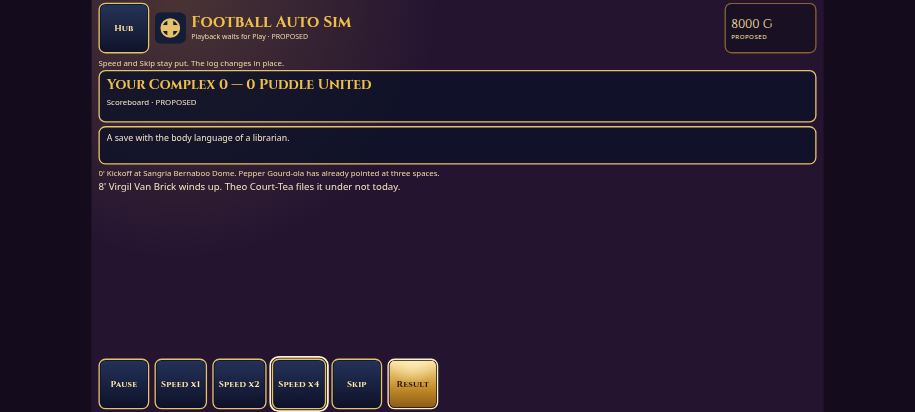 Hub
Football Auto Sim
Playback waits for Play · PROPOSED
8000 G
PROPOSED
Speed and Skip stay put. The log changes in place.
Your Complex 0 — 0 Puddle United
Scoreboard · PROPOSED
A save with the body language of a librarian.
0' Kickoff at Sangria Bernaboo Dome. Pepper Gourd-ola has already pointed at three spaces.
8' Virgil Van Brick winds up. Theo Court-Tea files it under not today.
Pause
Speed x1
Speed x2
Speed x4
Skip
Result